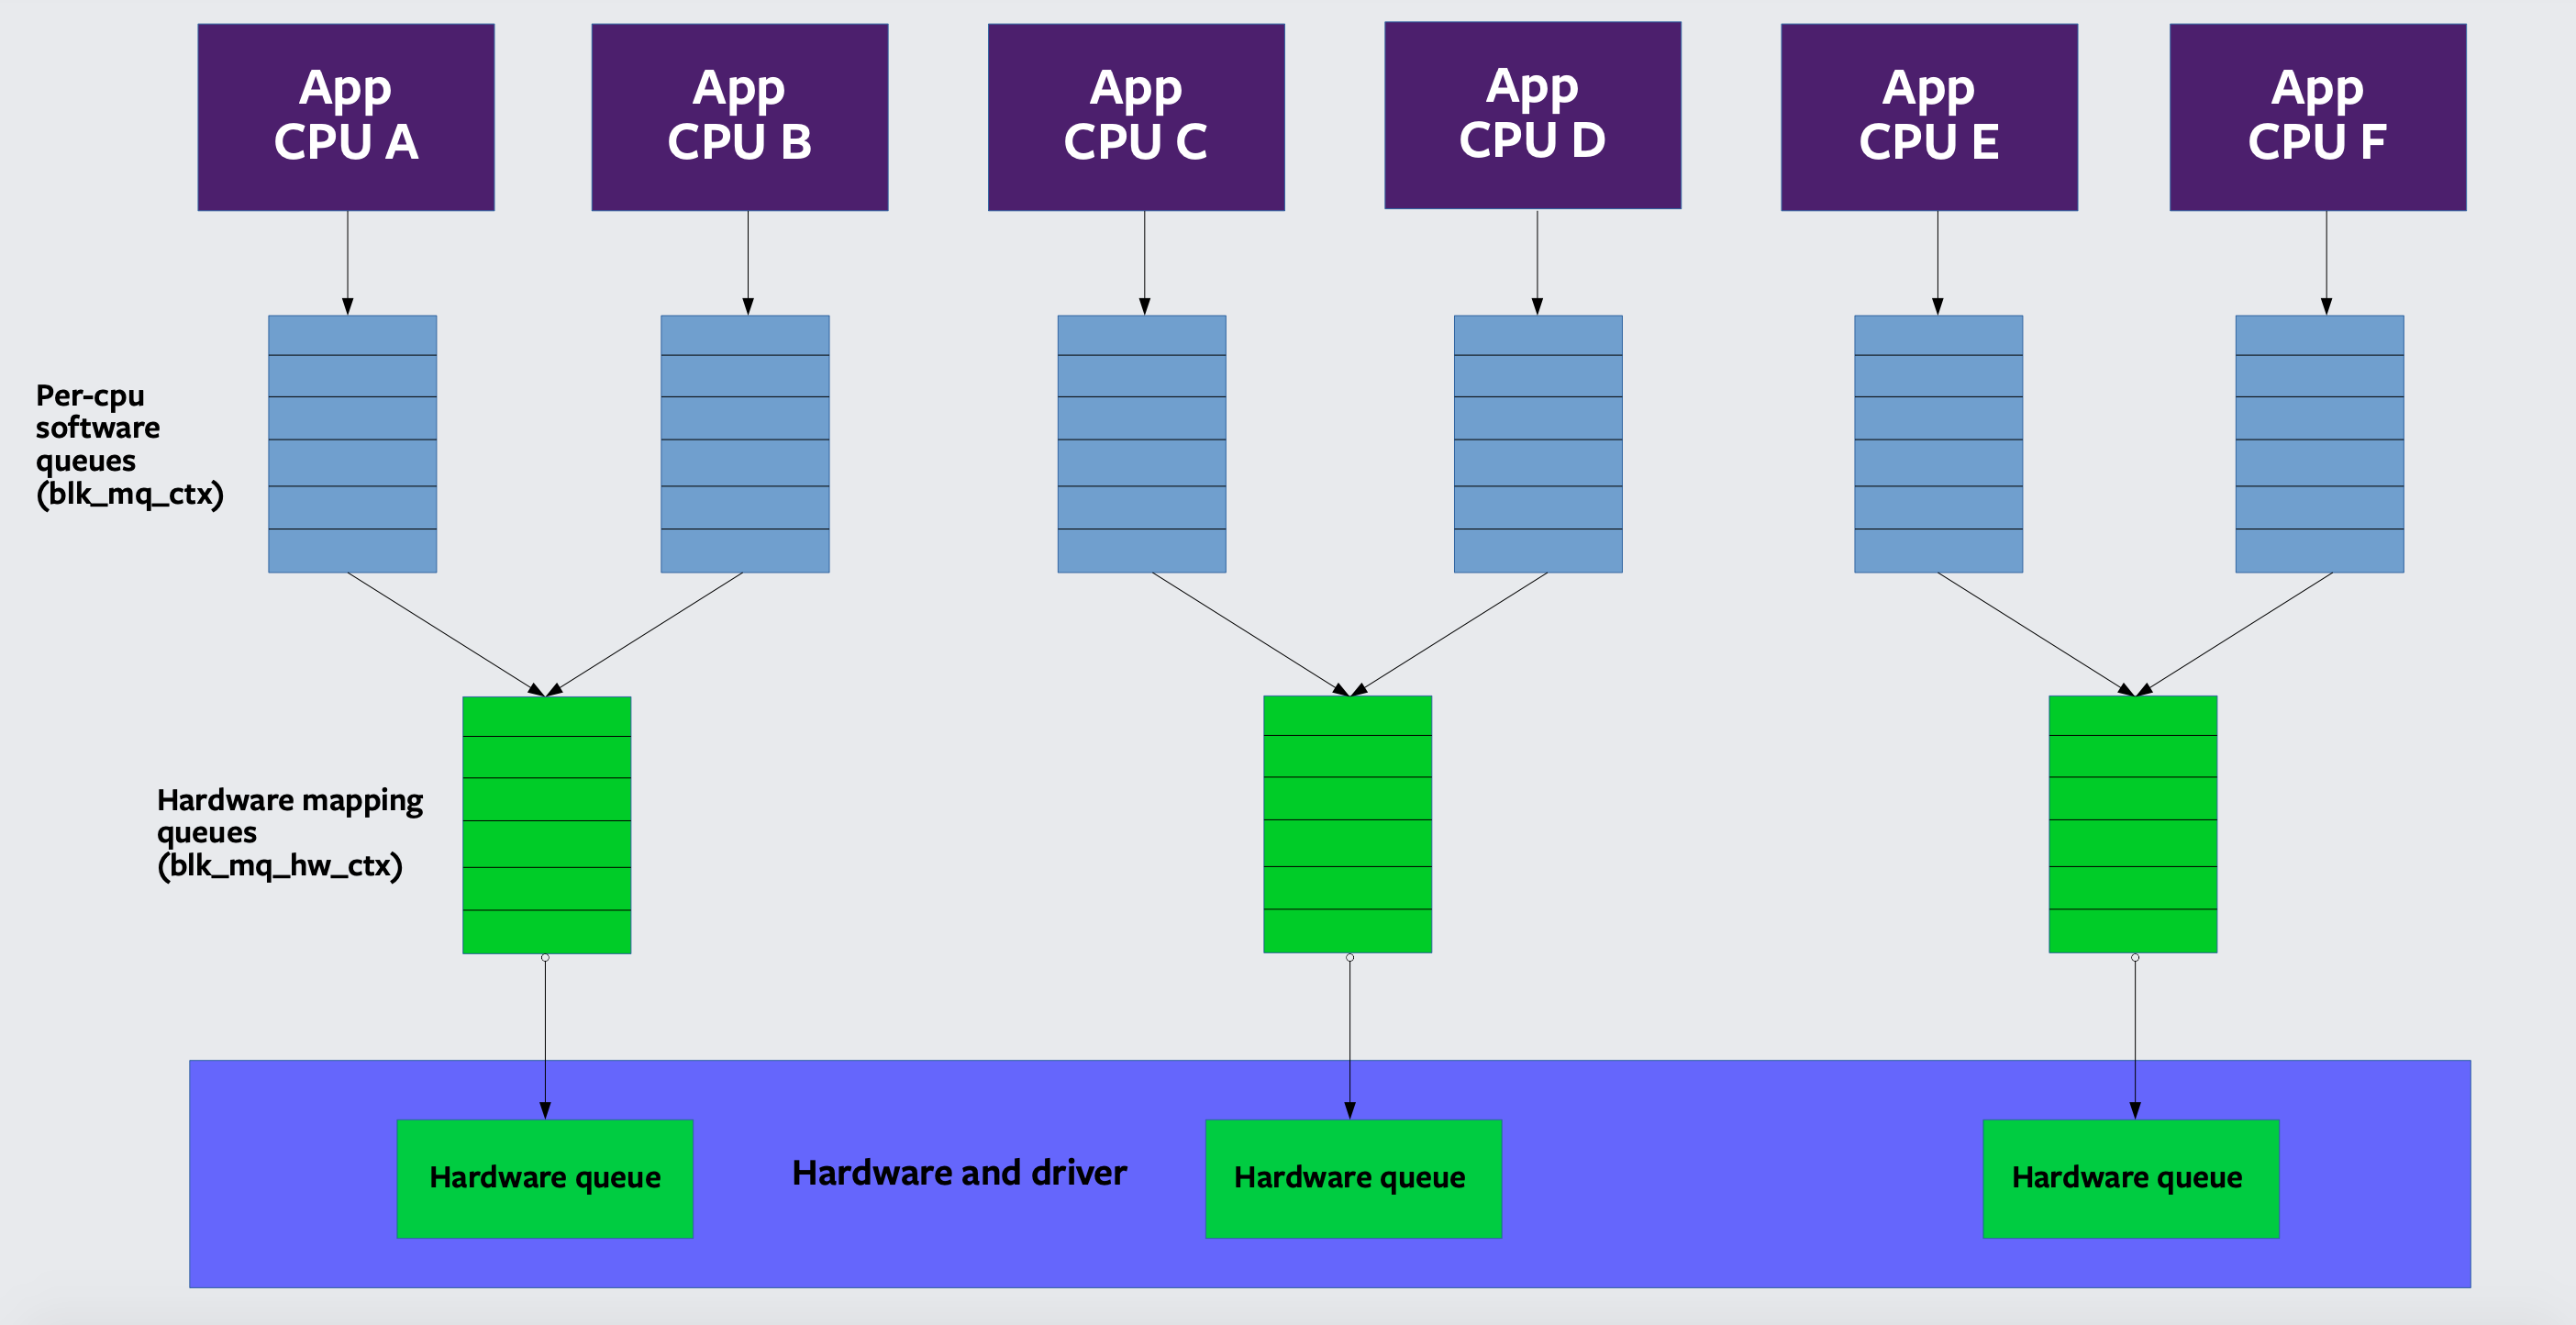 App
CPU A
App
CPU B
App
CPU C
App
CPU D
App
CPU E
App
CPU F
Per-cpu
software
queues
(blk_mq_ctx)
Hardware mapping
queues
(blk_mq_hw_ctx)
Hardware queue
Hardware and driver
Hardware queue
Hardware queue